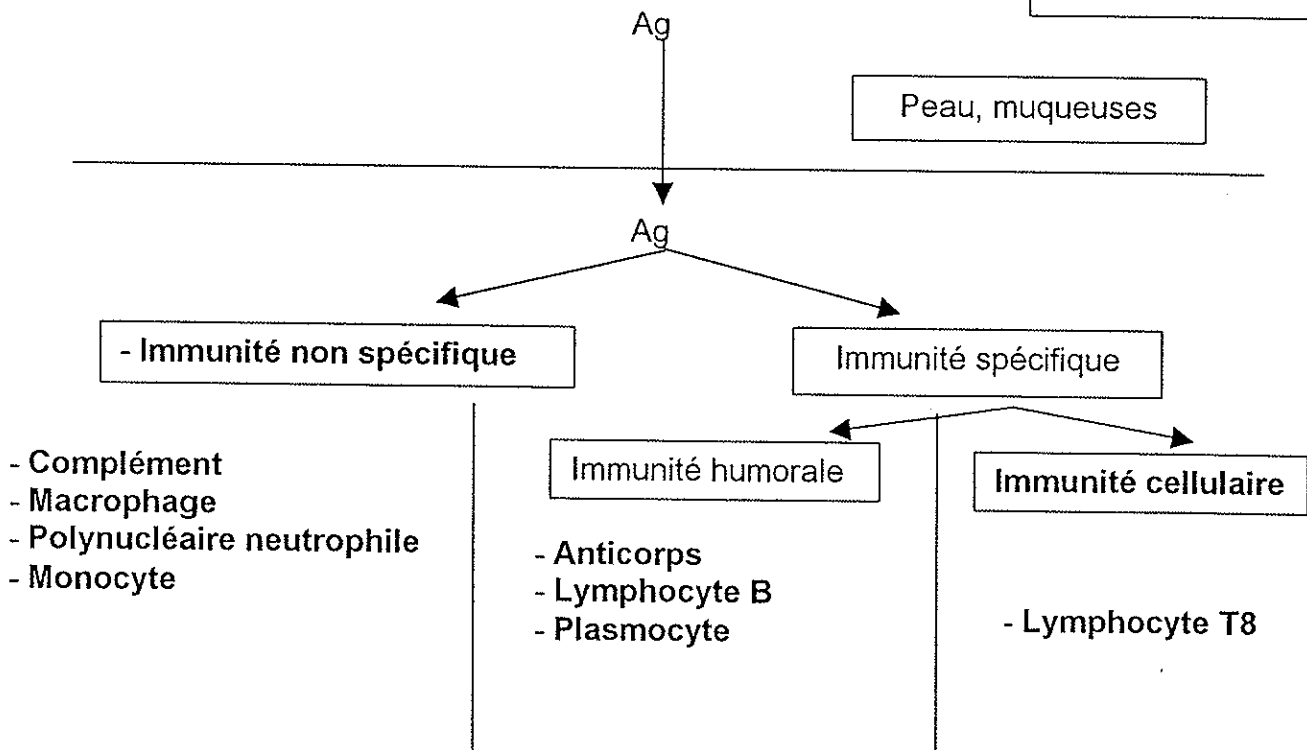 Ag
Peau, muqueuses
Ag
- Immunité non spécifique
Immunité spécifique
- Complément
- Macrophage
- Polynucléaire neutrophile
- Monocyte
Immunité humorale
- Anticorps
- Lymphocyte B
- Plasmocyte
Immunité cellulaire
- Lymphocyte T8